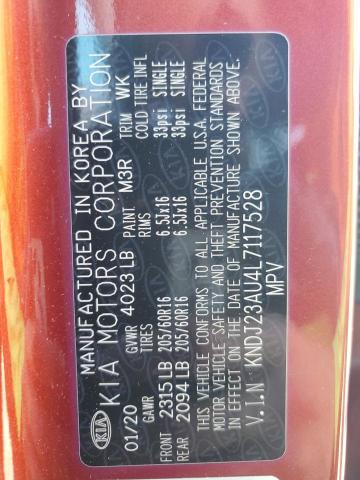 MANUFACTURED IN KOREA BY
KIA KIA MOTORS CORPORATION
01/20 GVWR 4023 LB PAINT M3R TRIM WK
GAWR TIRES RIMS COLD TIRE INFL
FRONT 2315 LB 205/60R16 6.5Jx16 33psi SINGLE
REAR 2094 LB 205/60R16 6.5Jx16 33psi SINGLE
THIS VEHICLE CONFORMS TO ALL APPLICABLE U.S.A. FEDERAL
MOTOR VEHICLE SAFETY AND THEFT PREVENTION STANDARDS
IN EFFECT ON THE DATE OF MANUFACTURE SHOWN ABOVE.
V.I.N KNDJ23AU4L7117528
MPV